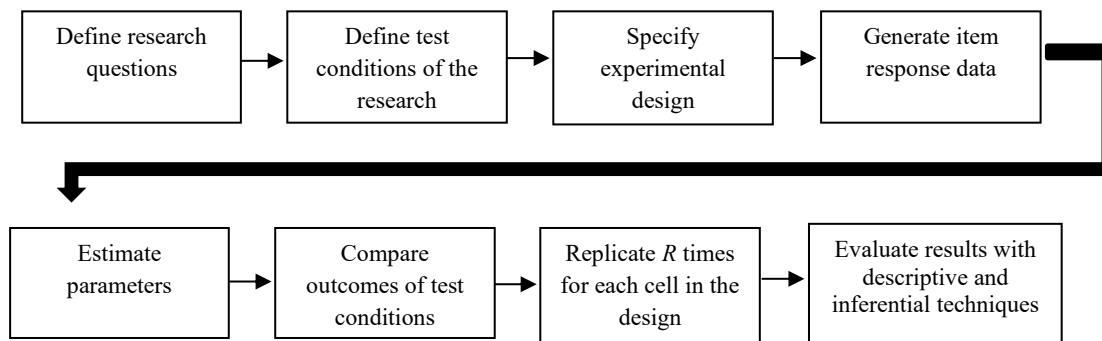 Define research
questions
Define test
conditions of the
research
Specify
experimental
design
Generate item
response data
Estimate
parameters
Compare
outcomes of test
conditions
Replicate R times
for each cell in the
design
Evaluate results with
descriptive and
inferential techniques